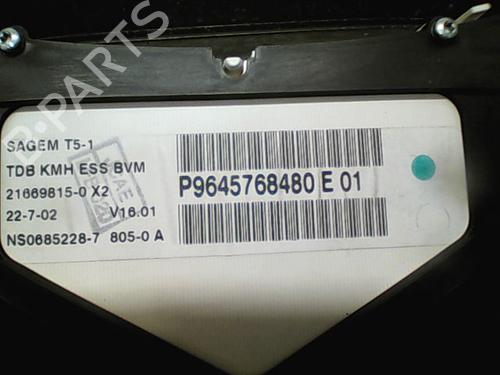 SAGEM T5-1
TDB KMH ESS BVM
21669815-0 X2
22-7-02 V16.01
NS0685228-7 805-0 A
P9645768480 E 01
B-PARTS